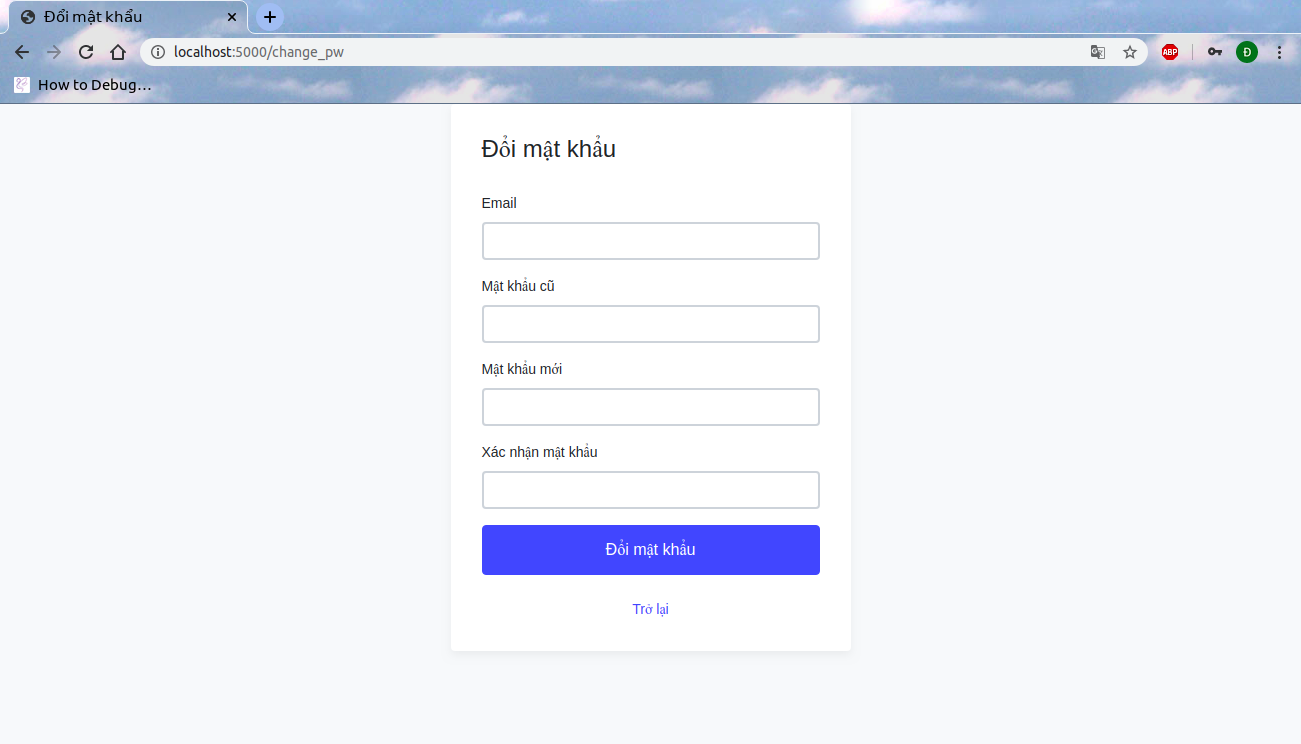 Đổi mật khẩu
localhost:5000/change_pw
ABP
Đ
How to Debug…
Đổi mật khẩu
Email
Mật khẩu cũ
Mật khẩu mới
Xác nhận mật khẩu
Đổi mật khẩu
Trở lại